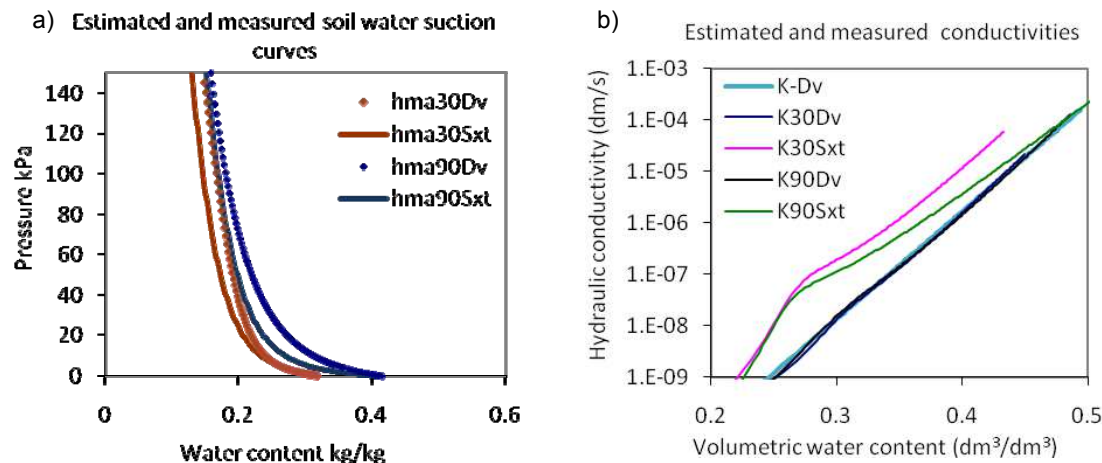 a)
Estimated and measured soil water suction
curves
Pressure kPa
140
120
100
80
60
40
20
0
hma30Dv
hma30Sxt
hma90Dv
hma90Sxt
0
0.2
0.4
0.6
Water content kg/kg
b)
Estimated and measured conductivities
Hydraulic conductivity (dm/s)
1.E-03
1.E-04
1.E-05
1.E-06
1.E-07
1.E-08
1.E-09
K-Dv
K30Dv
K30Sxt
K90Dv
K90Sxt
0.2
0.3
0.4
0.5
Volumetric water content (dm³/dm³)